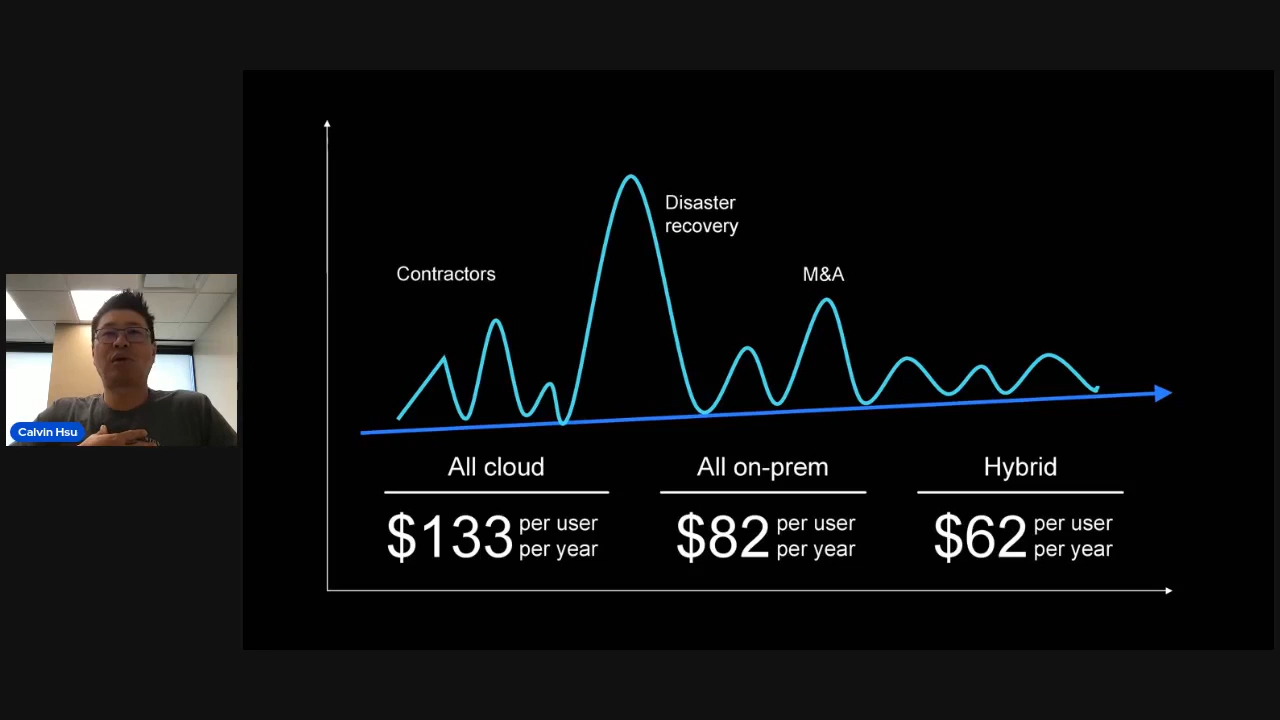 Disaster
recovery
Contractors
M&A
All cloud
All on-prem
Hybrid
$133 per user
per year
$82 per user
per year
$62 per user
per year
Calvin Hsu